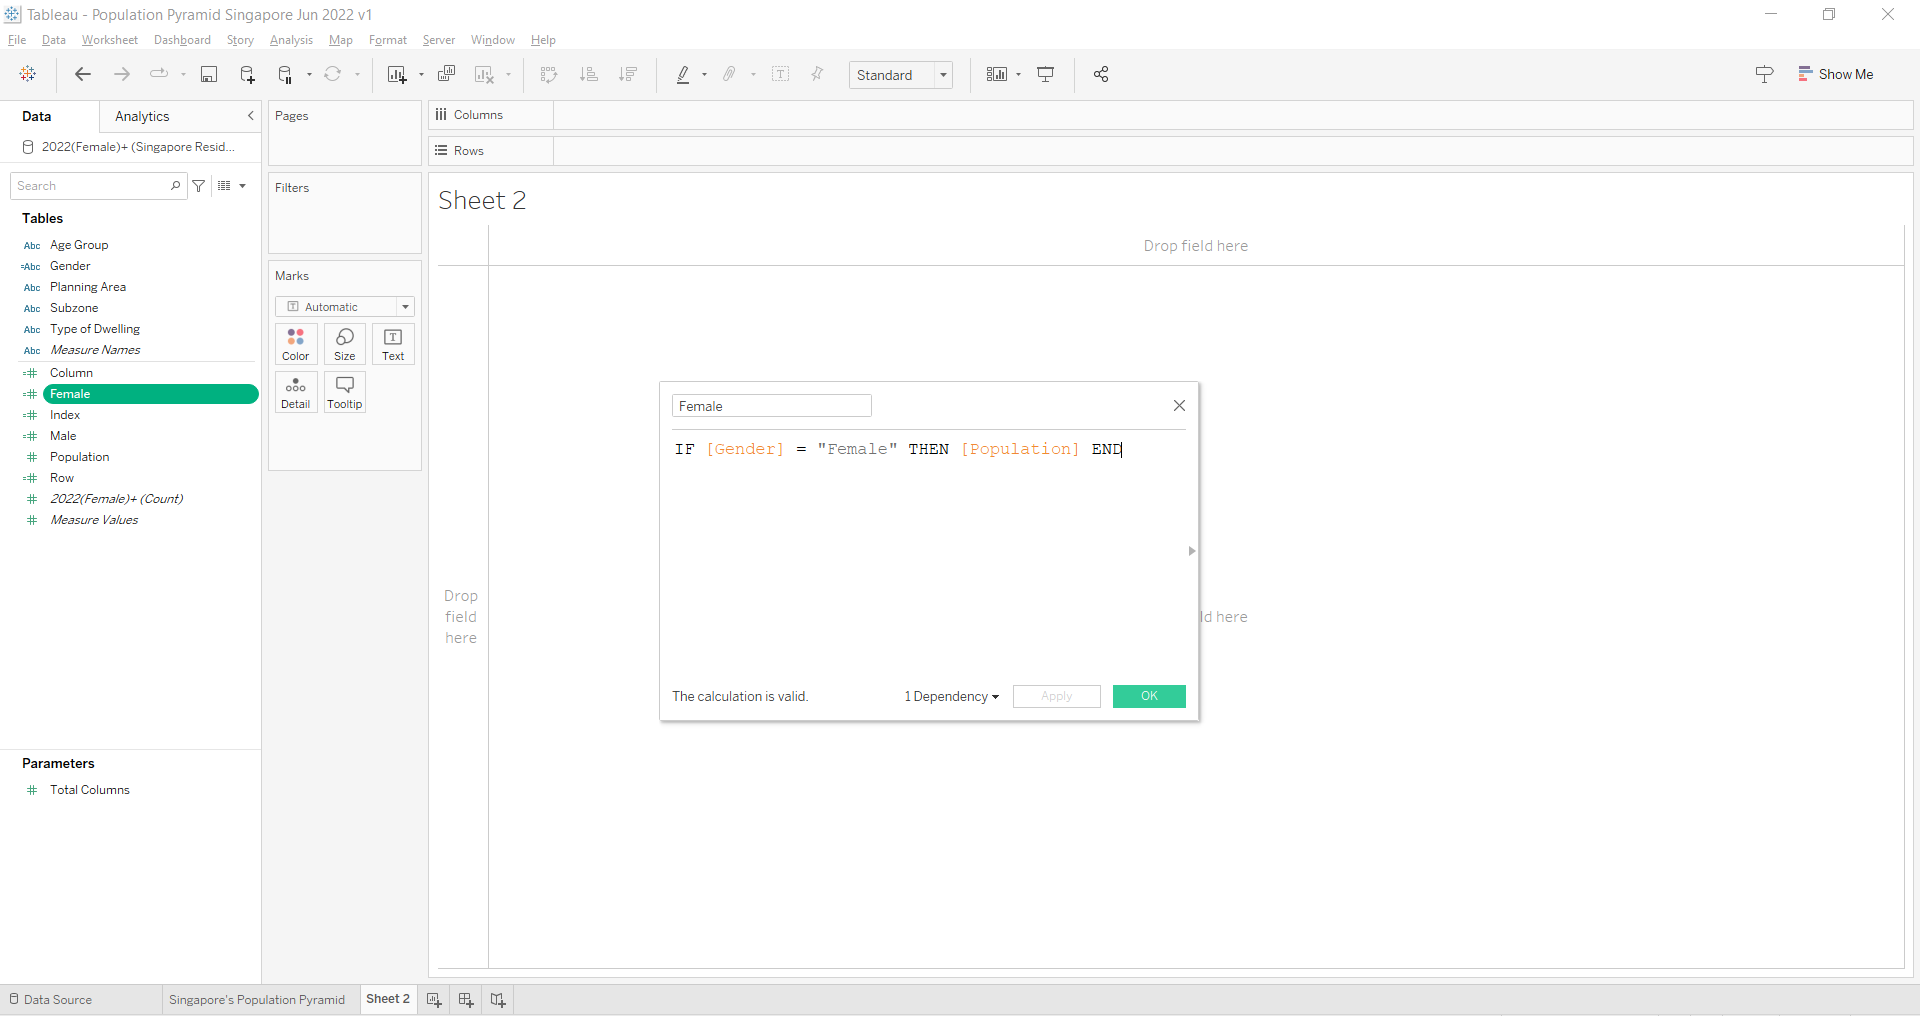 Tableau - Population Pyramid Singapore Jun 2022 v1
File Data Worksheet Dashboard Story Analysis Map Format Server Window Help
Standard
Show Me
Data Analytics
2022(Female)+ (Singapore Resid...
Search
Tables
Abc Age Group
=Abc Gender
Abc Planning Area
Abc Subzone
Abc Type of Dwelling
Abc Measure Names
=# Column
=# Female
=# Index
=# Male
# Population
=# Row
# 2022(Female)+ (Count)
# Measure Values
Parameters
# Total Columns
Pages
Filters
Marks
Automatic
Color Size Text
Detail Tooltip
Columns
Rows
Sheet 2
Drop field here
Drop
field
here
ld here
Female
IF [Gender] = "Female" THEN [Population] END
The calculation is valid.
1 Dependency
Apply
OK
Data Source Singapore's Population Pyramid Sheet 2